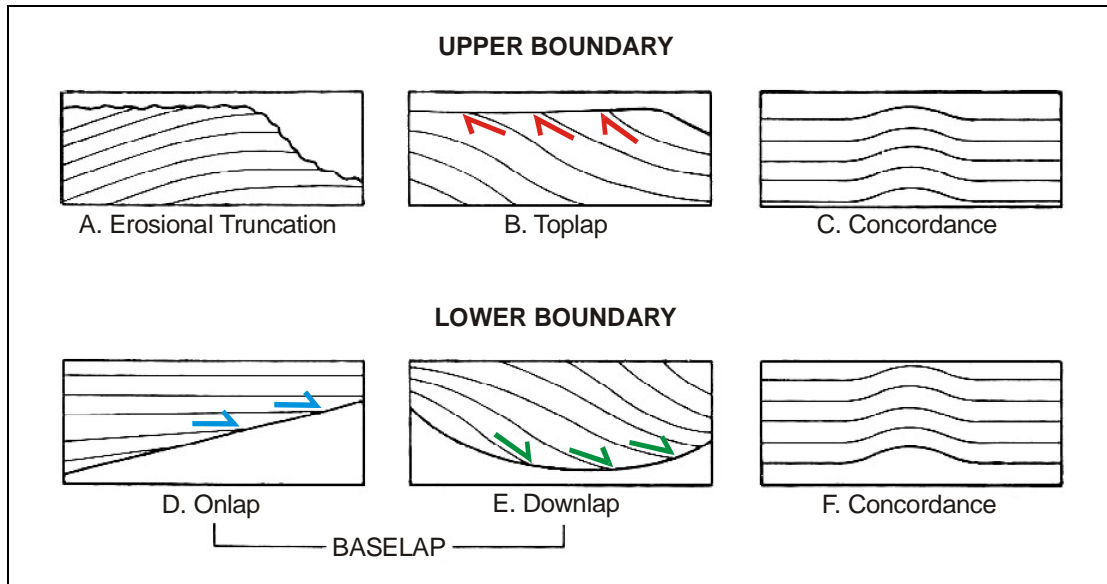 UPPER BOUNDARY
A. Erosional Truncation
B. Toplap
C. Concordance
LOWER BOUNDARY
D. Onlap
E. Downlap
F. Concordance
BASELAP